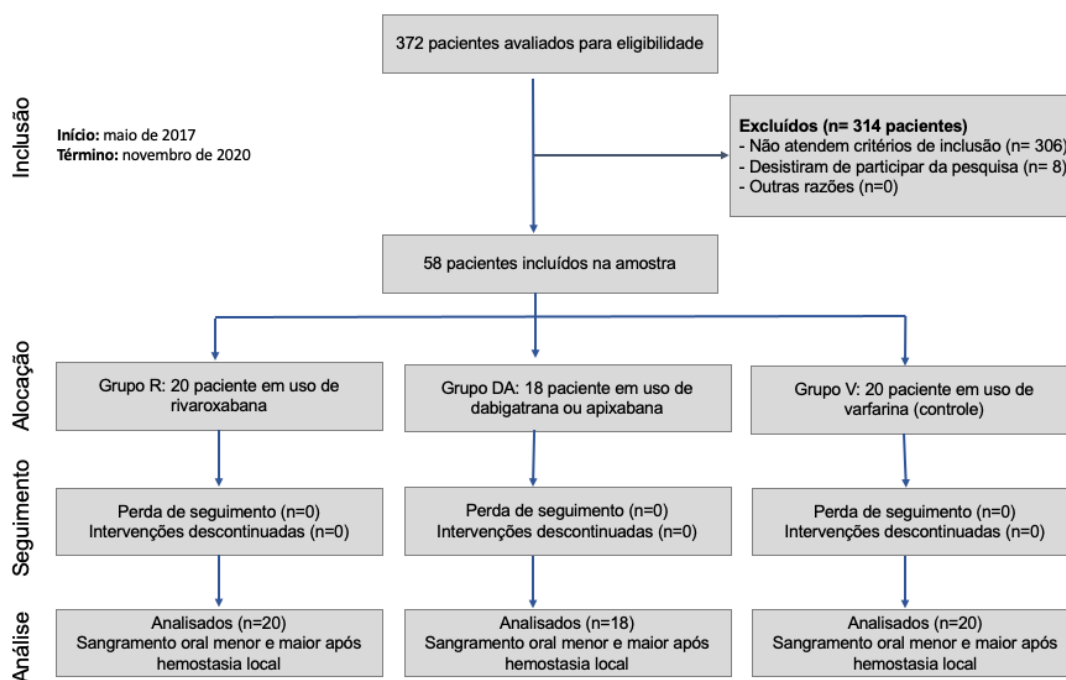 372 pacientes avaliados para eligibilidade
Inclusão
Início: maio de 2017
Término: novembro de 2020
Excluídos (n= 314 pacientes)
- Não atendem critérios de inclusão (n= 306)
- Desistiram de participar da pesquisa (n= 8)
- Outras razões (n=0)
58 pacientes incluídos na amostra
Alocação
Grupo R: 20 paciente em uso de
rivaroxabana
Grupo DA: 18 paciente em uso de
dabigatrana ou apixabana
Grupo V: 20 paciente em uso de
varfarina (controle)
Seguimento
Perda de seguimento (n=0)
Intervenções descontinuadas (n=0)
Perda de seguimento (n=0)
Intervenções descontinuadas (n=0)
Perda de seguimento (n=0)
Intervenções descontinuadas (n=0)
Análise
Analisados (n=20)
Sangramento oral menor e maior após
hemostasia local
Analisados (n=18)
Sangramento oral menor e maior após
hemostasia local
Analisados (n=20)
Sangramento oral menor e maior após
hemostasia local